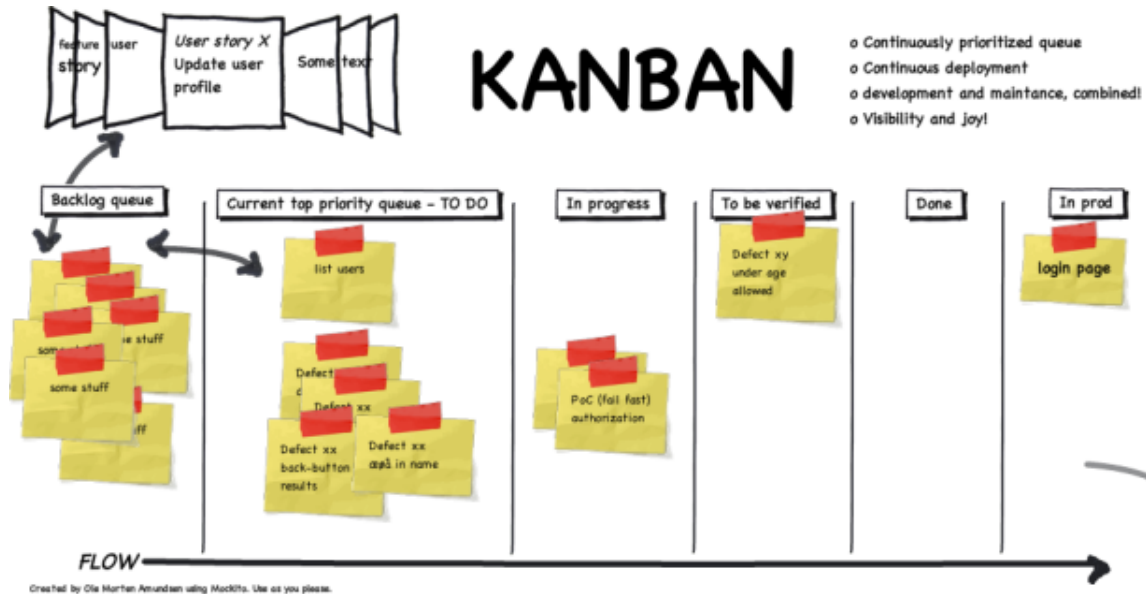 feature user
story
User story X
Update user
profile
Some text
KANBAN
o Continuously prioritized queue
o Continuous deployment
o development and maintance, combined!
o Visibility and joy!
Backlog queue
Current top priority queue - TO DO
In progress
To be verified
Done
In prod
some stuff
stuff
list users
Defect
Defect xx
Defect xx
back-button
results
Defect xx
æøå in name
PoC (fail fast)
authorization
Defect xy
under age
allowed
login page
FLOW
Created by Ole Morten Amundsen using Mockito. Use as you please.